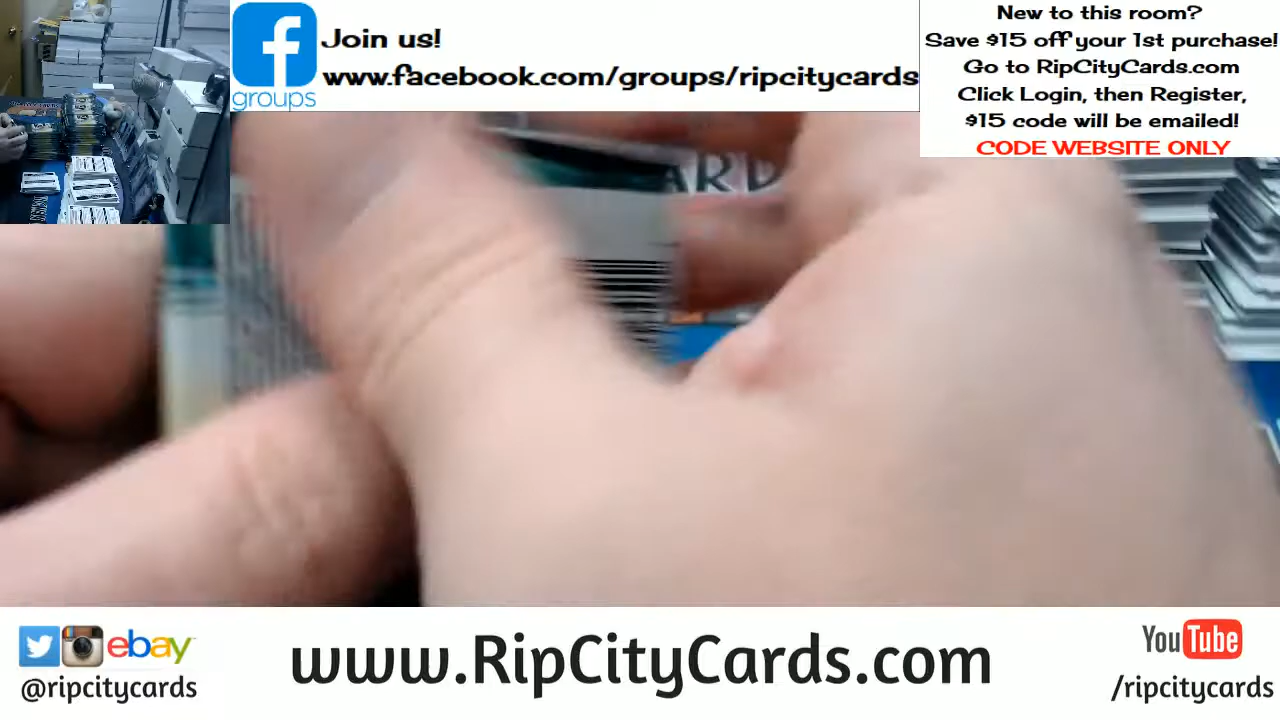 Join us!
www.facebook.com/groups/ripcitycards
groups
New to this room?
Save $15 off your 1st purchase!
Go to RipCityCards.com
Click Login, then Register,
$15 code will be emailed!
CODE WEBSITE ONLY
ARD
ebay
@ripcitycards
www.RipCityCards.com
YouTube
/ripcitycards